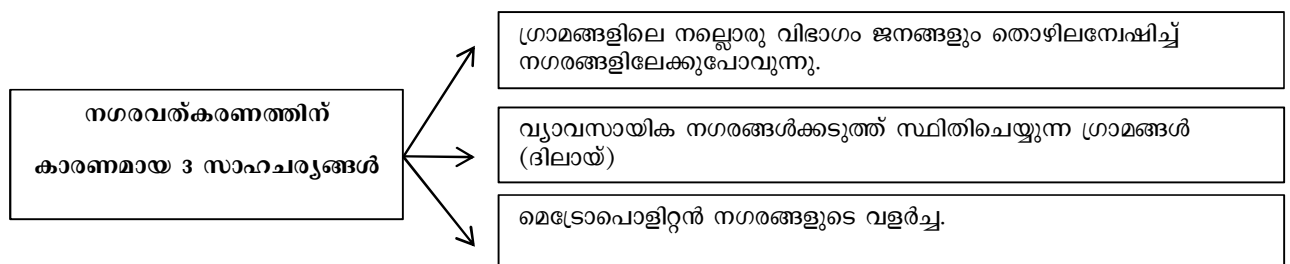 നഗരവത്കരണത്തിന്
കാരണമായ 3 സാഹചര്യങ്ങൾ
ഗ്രാമങ്ങളിലെ നല്ലൊരു വിഭാഗം ജനങ്ങളും തൊഴിലന്വേഷിച്ച്
നഗരങ്ങളിലേക്കുപോവുന്നു.
വ്യാവസായിക നഗരങ്ങൾക്കടുത്ത് സ്ഥിതിചെയ്യുന്ന ഗ്രാമങ്ങൾ
(ദിലായ്)
മെട്രോപൊളിറ്റൻ നഗരങ്ങളുടെ വളർച്ച.